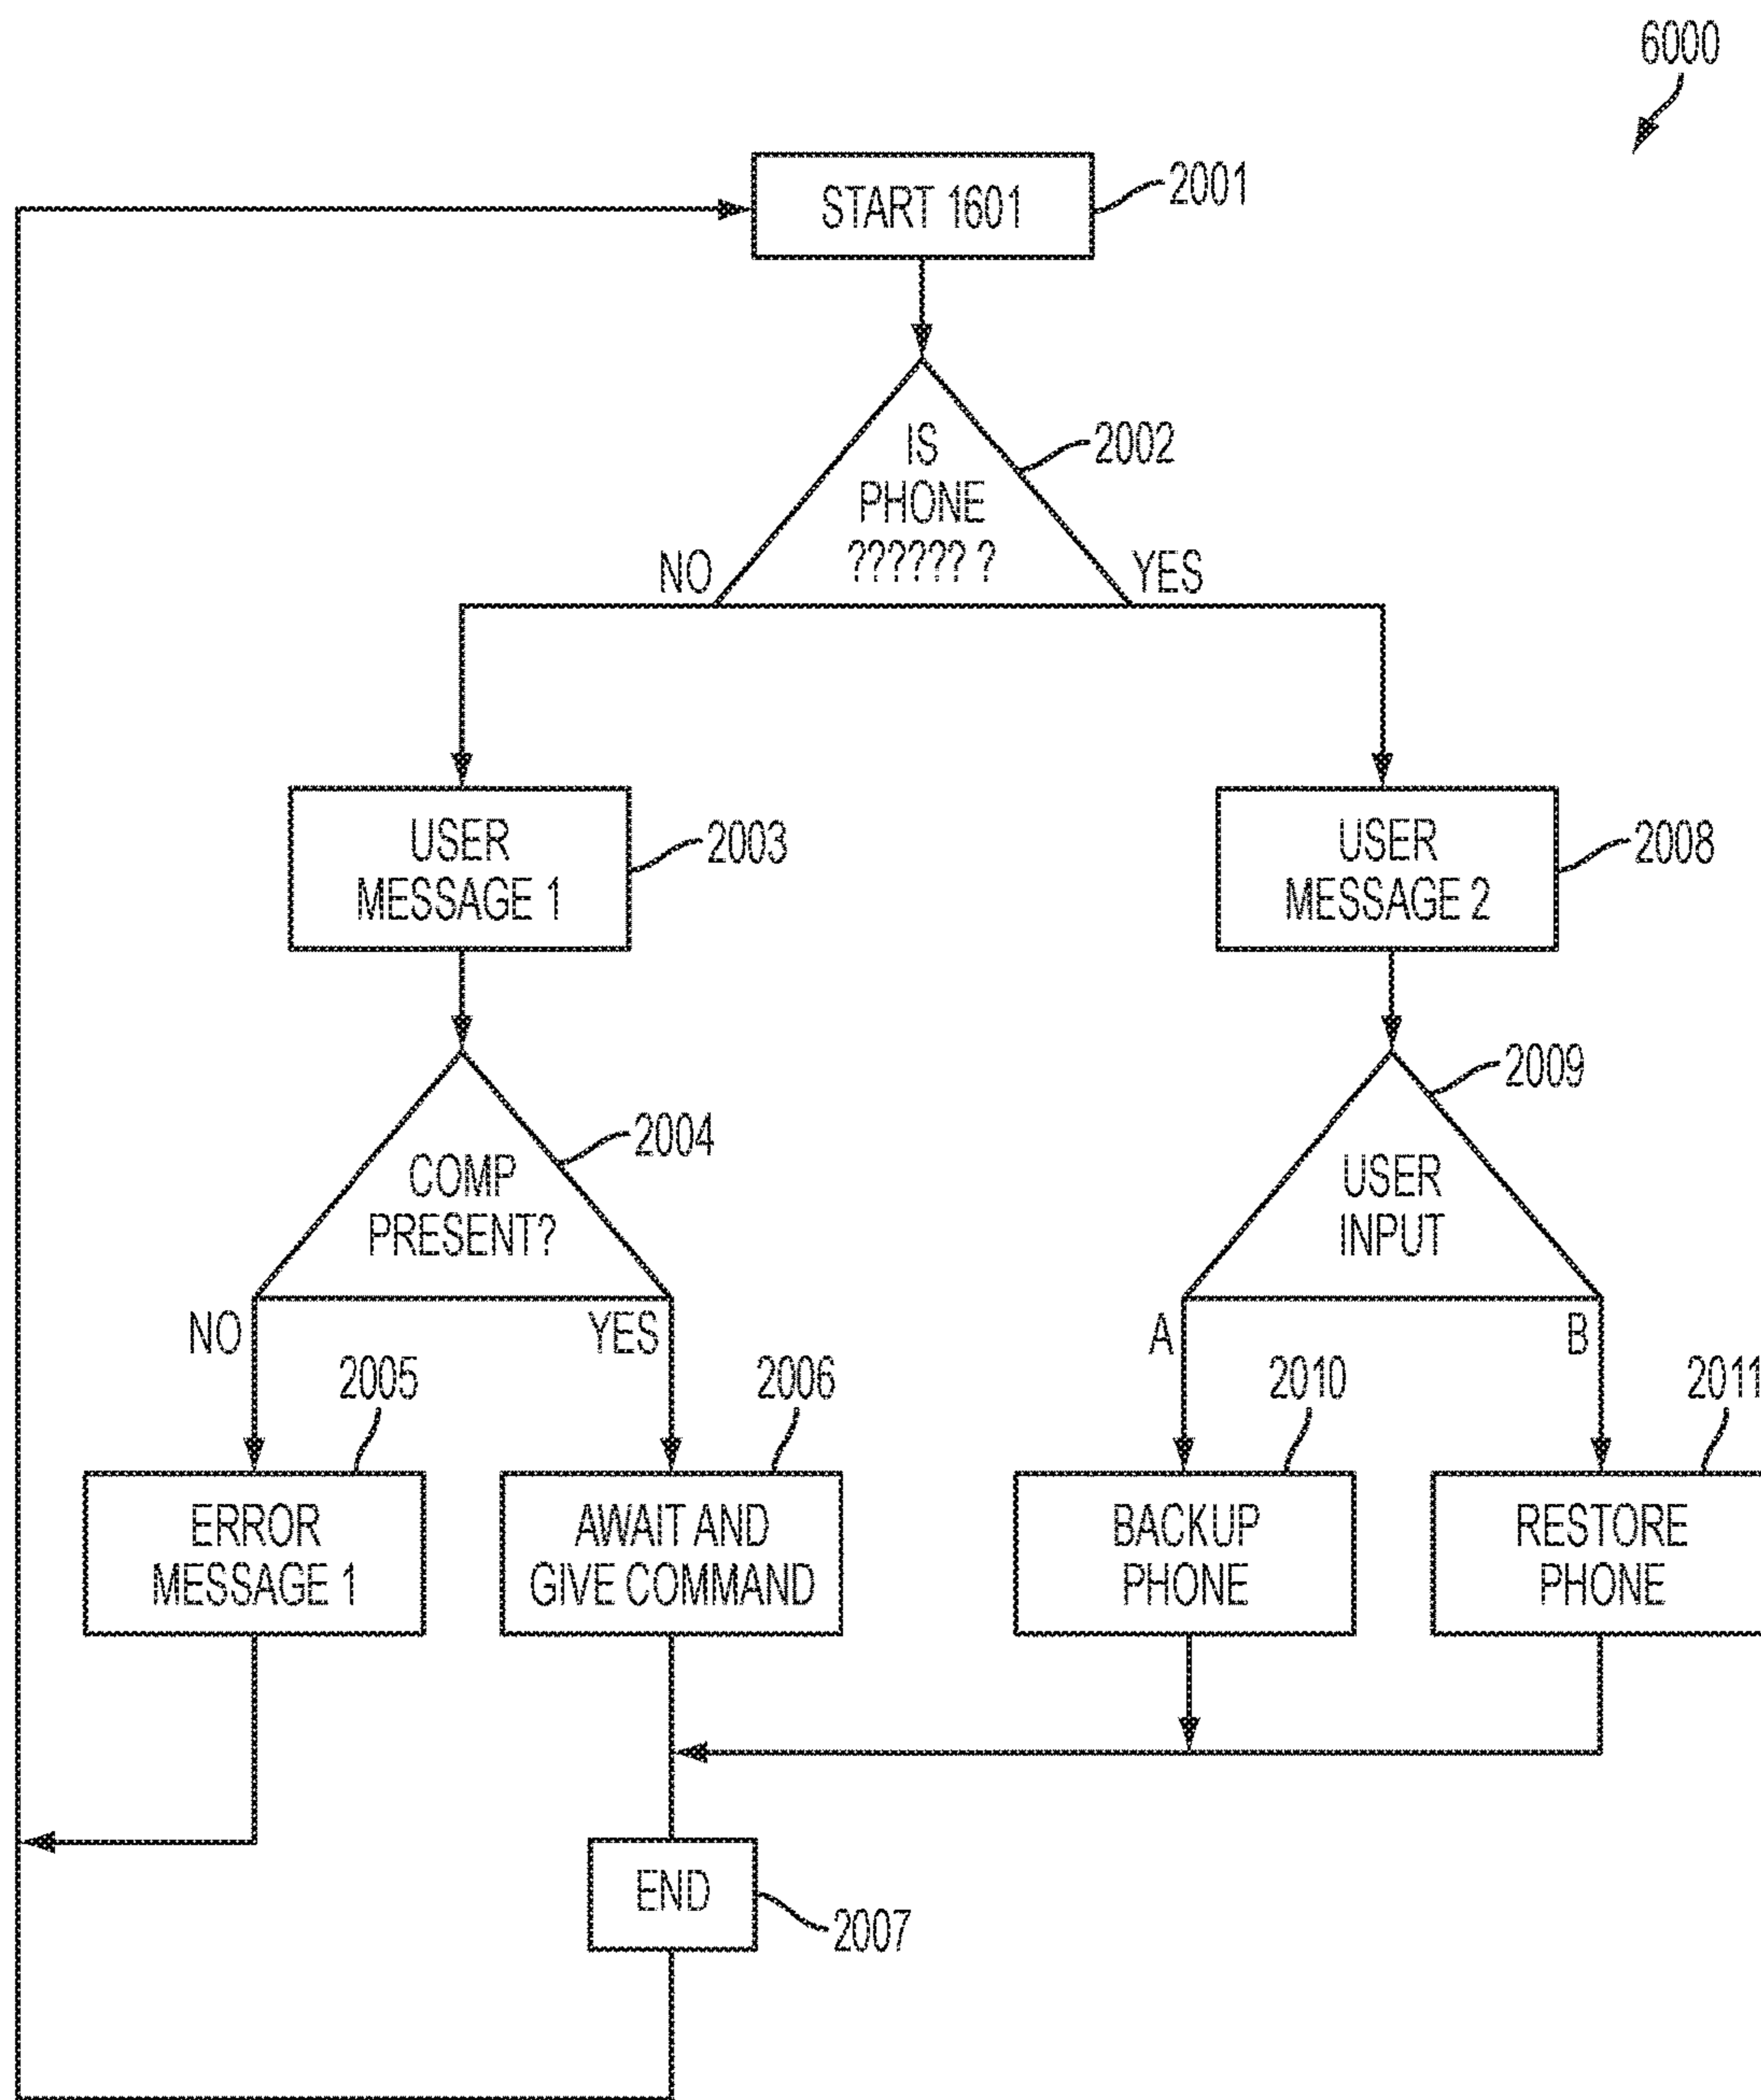 6000
START 1601
2001
IS
PHONE
?????? ?
2002
NO
YES
USER
MESSAGE 1
2003
USER
MESSAGE 2
2008
COMP
PRESENT?
2004
USER
INPUT
2009
NO
YES
A
B
2005
2006
2010
2011
ERROR
MESSAGE 1
AWAIT AND
GIVE COMMAND
BACKUP
PHONE
RESTORE
PHONE
END
2007